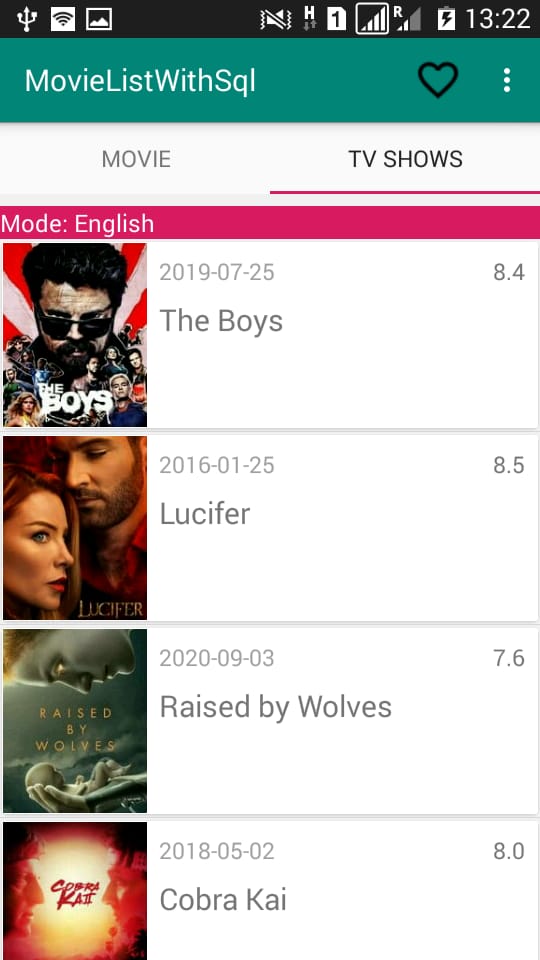 H 1 R 13:22
MovieListWithSql
MOVIE TV SHOWS
Mode: English
2019-07-25 8.4
The Boys
THE
BOYS
2016-01-25 8.5
Lucifer
LUCIFER
2020-09-03 7.6
Raised by Wolves
RAISED
BY
WOLVES
2018-05-02 8.0
Cobra Kai
COBRA
KAI